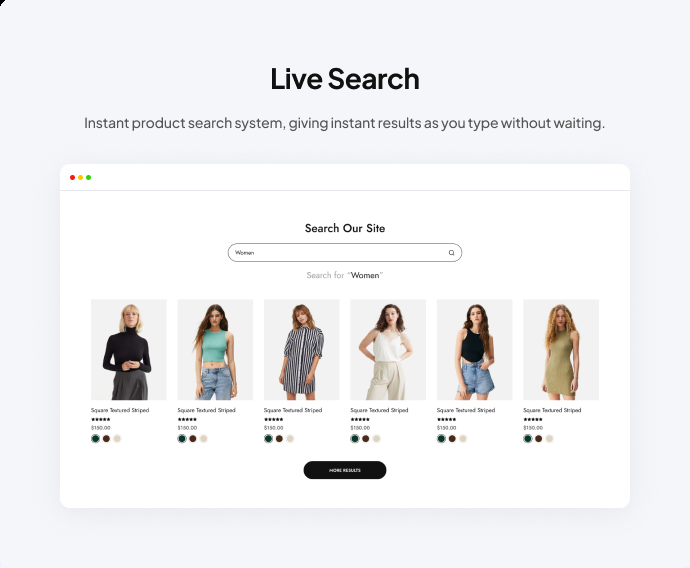 Live Search
Instant product search system, giving instant results as you type without waiting.
Search Our Site
Women
Search for "Women"
Square Textured Striped
$150.00
Square Textured Striped
$150.00
Square Textured Striped
$150.00
Square Textured Striped
$150.00
Square Textured Striped
$150.00
Square Textured Striped
$150.00
MORE RESULTS